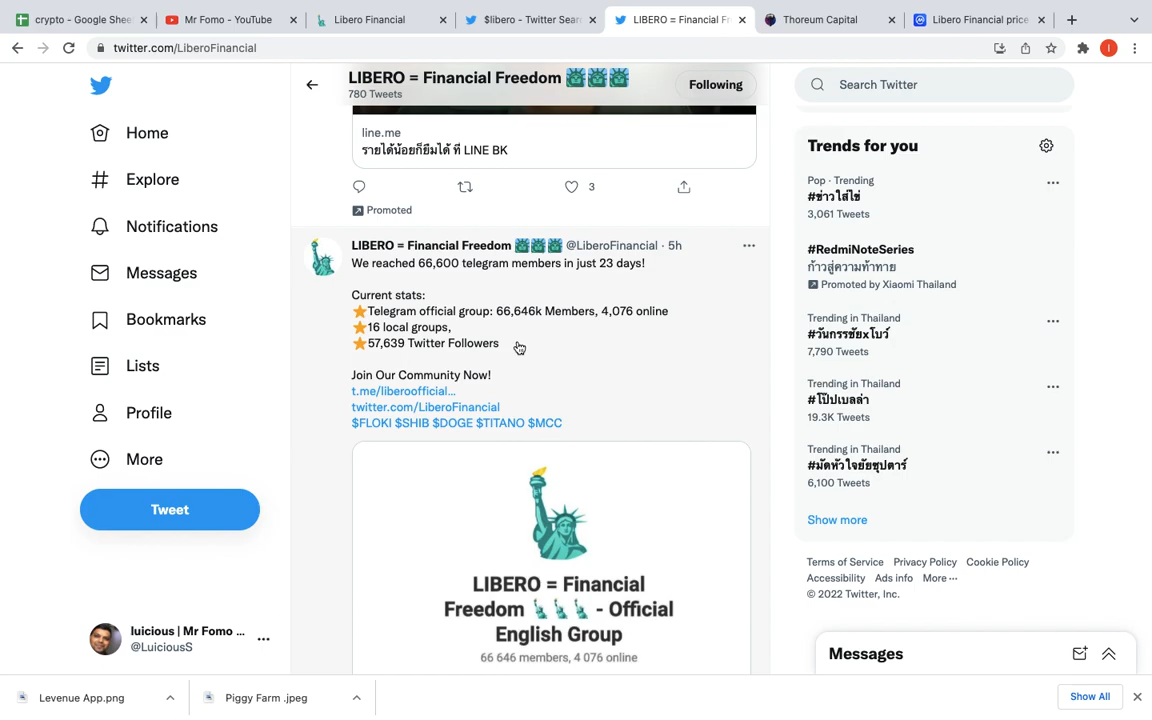 crypto - Google Shee
Mr Fomo - YouTube
Libero Financial
$libero - Twitter Sear
LIBERO = Financial Fr
Thoreum Capital
Libero Financial price
twitter.com/LiberoFinancial
Home
Explore
Notifications
Messages
Bookmarks
Lists
Profile
More
Tweet
luicious | Mr Fomo ...
@LuiciousS
LIBERO = Financial Freedom 🗽🗽🗽
780 Tweets
Following
line.me
รายได้น้อยก็ยืมได้ ที่ LINE BK
3
Promoted
LIBERO = Financial Freedom 🗽🗽🗽 @LiberoFinancial · 5h
We reached 66,600 telegram members in just 23 days!
Current stats:
⭐Telegram official group: 66,646k Members, 4,076 online
⭐16 local groups,
⭐57,639 Twitter Followers
Join Our Community Now!
t.me/liberoofficial…
twitter.com/LiberoFinancial
$FLOKI $SHIB $DOGE $TITANO $MCC
LIBERO = Financial
Freedom 🗽🗽🗽 - Official
English Group
66 646 members, 4 076 online
Search Twitter
Trends for you
Pop · Trending
#ข่าวใส่ไข่
3,061 Tweets
#RedmiNoteSeries
ก้าวสู่ความท้าทาย
Promoted by Xiaomi Thailand
Trending in Thailand
#วันกรรชัยxโบว์
7,790 Tweets
Trending in Thailand
#โป๊ปเบลล่า
19.3K Tweets
Trending in Thailand
#มัดหัวใจยัยซุปตาร์
6,100 Tweets
Show more
Terms of Service Privacy Policy Cookie Policy
Accessibility Ads info More ···
© 2022 Twitter, Inc.
Messages
Levenue App.png
Piggy Farm .jpeg
Show All